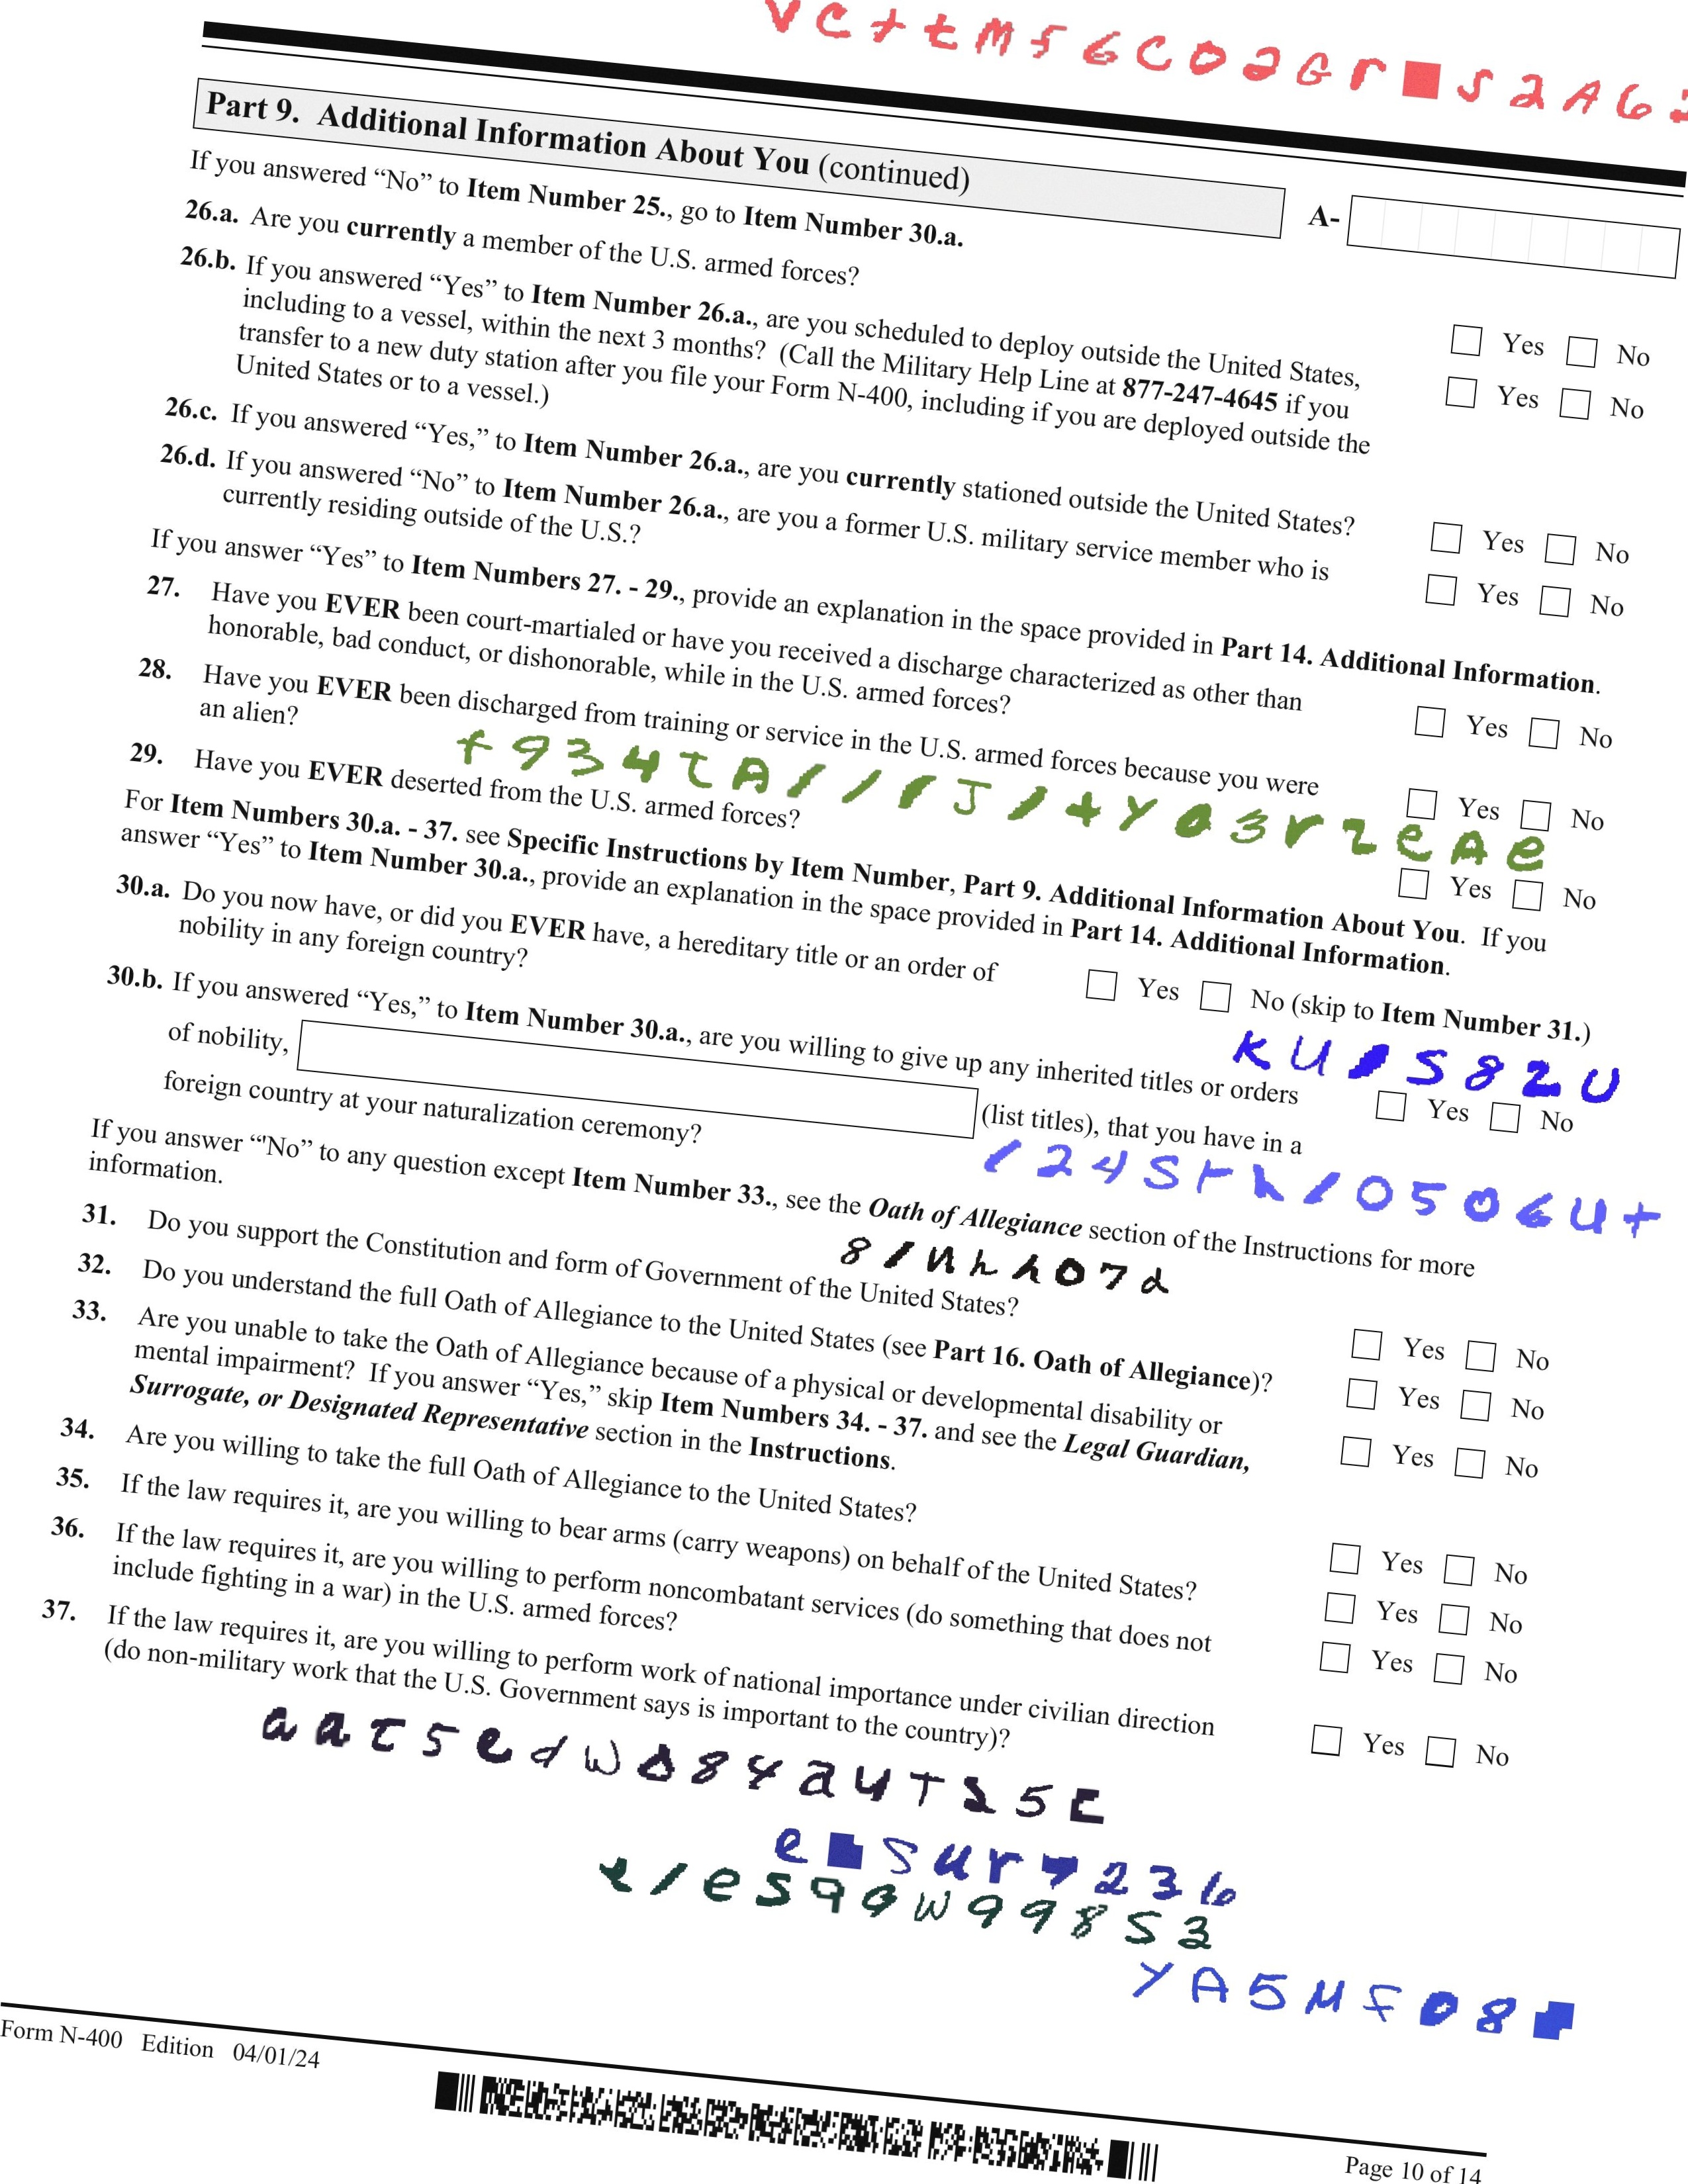 Part 9. Additional Information About You (continued)
A-
If you answered “No” to Item Number 25., go to Item Number 30.a.
26.a. Are you currently a member of the U.S. armed forces?
Yes No
26.b. If you answered “Yes” to Item Number 26.a., are you scheduled to deploy outside the United States,
including to a vessel, within the next 3 months? (Call the Military Help Line at 877-247-4645 if you
transfer to a new duty station after you file your Form N-400, including if you are deployed outside the
United States or to a vessel.)
Yes No
26.c. If you answered “Yes,” to Item Number 26.a., are you currently stationed outside the United States?
Yes No
26.d. If you answered “No” to Item Number 26.a., are you a former U.S. military service member who is
currently residing outside of the U.S.?
Yes No
If you answer “Yes” to Item Numbers 27. - 29., provide an explanation in the space provided in Part 14. Additional Information.
27. Have you EVER been court-martialed or have you received a discharge characterized as other than
honorable, bad conduct, or dishonorable, while in the U.S. armed forces?
Yes No
28. Have you EVER been discharged from training or service in the U.S. armed forces because you were
an alien?
Yes No
29. Have you EVER deserted from the U.S. armed forces?
Yes No
For Item Numbers 30.a. - 37. see Specific Instructions by Item Number, Part 9. Additional Information About You. If you
answer “Yes” to Item Number 30.a., provide an explanation in the space provided in Part 14. Additional Information.
30.a. Do you now have, or did you EVER have, a hereditary title or an order of
nobility in any foreign country?
Yes No (skip to Item Number 31.)
30.b. If you answered “Yes,” to Item Number 30.a., are you willing to give up any inherited titles or orders
of nobility, (list titles), that you have in a
foreign country at your naturalization ceremony?
Yes No
If you answer “'No” to any question except Item Number 33., see the Oath of Allegiance section of the Instructions for more
information.
31. Do you support the Constitution and form of Government of the United States?
Yes No
32. Do you understand the full Oath of Allegiance to the United States (see Part 16. Oath of Allegiance)?
Yes No
33. Are you unable to take the Oath of Allegiance because of a physical or developmental disability or
mental impairment? If you answer “Yes,” skip Item Numbers 34. - 37. and see the Legal Guardian,
Surrogate, or Designated Representative section in the Instructions.
Yes No
34. Are you willing to take the full Oath of Allegiance to the United States?
Yes No
35. If the law requires it, are you willing to bear arms (carry weapons) on behalf of the United States?
Yes No
36. If the law requires it, are you willing to perform noncombatant services (do something that does not
include fighting in a war) in the U.S. armed forces?
Yes No
37. If the law requires it, are you willing to perform work of national importance under civilian direction
(do non-military work that the U.S. Government says is important to the country)?
Yes No
Form N-400 Edition 04/01/24
Page 10 of 14